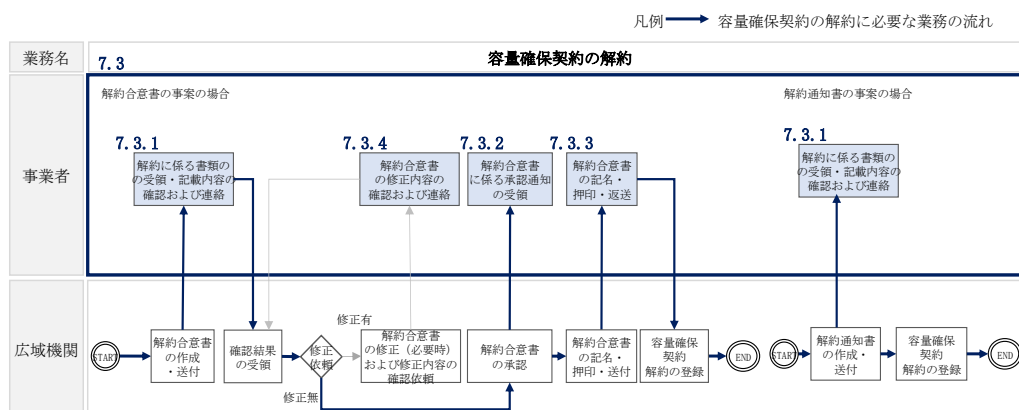 凡例 容量確保契約の解約に必要な業務の流れ
業務名
容量確保契約の解約
7.3
事業者
解約合意書の事案の場合
解約通知書の事案の場合
7.3.1
解約に係る書類の
の受領・記載内容の
確認および連絡
7.3.4
解約合意書
の修正内容の
確認および連絡
7.3.2
解約合意書
に係る承認通知
の受領
7.3.3
解約合意書
の記名・
押印・返送
7.3.1
解約に係る書類の
の受領・記載内容の
確認および連絡
広域機関
START
解約合意書
の作成
・送付
確認結果
の受領
修正
依頼
修正有
修正無
解約合意書
の修正（必要時）
および修正内容の
確認依頼
解約合意書
の承認
解約合意書
の記名・
押印・送付
容量確保
契約
解約の登録
END
START
解約通知書
の作成・
送付
容量確保
契約
解約の登録
END